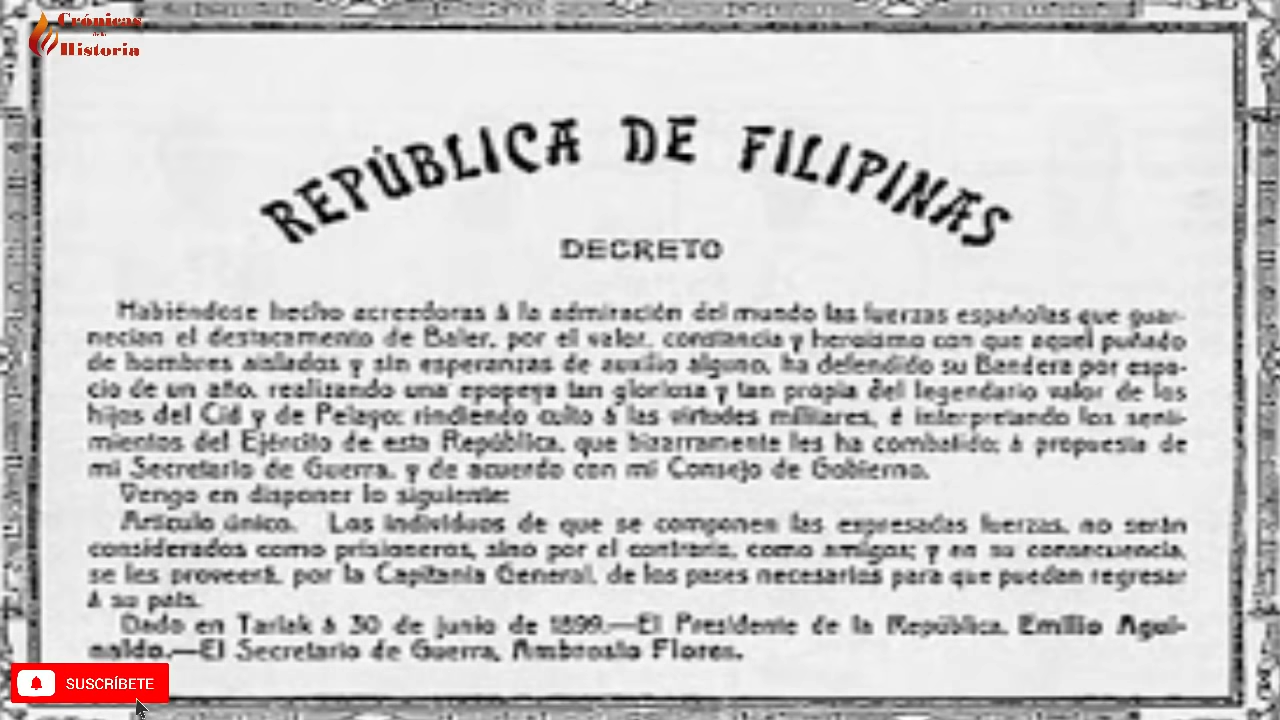 Crónicas
de la
Historia
REPÚBLICA DE FILIPINAS
DECRETO
Habiéndose hecho acreedoras á la admiración del mundo las fuerzas españolas que guar-
necían el destacamento de Baler, por el valor, constancia y heroísmo con que aquel puñado
de hombres aislados y sin esperanzas de auxilio alguno, ha defendido su Bandera por espa-
cio de un año, realizando una epopeya tan gloriosa y tan propia del legendario valor de los
hijos del Cid y de Pelayo; rindiendo culto á las virtudes militares, é interpretando los senti-
mientos del Ejército de esta República, que bizarramente les ha combatido; á propuesta de
mi Secretario de Guerra, y de acuerdo con mi Consejo de Gobierno,
Vengo en disponer lo siguiente:
Artículo único. Los individuos de que se componen las expresadas fuerzas, no serán
considerados como prisioneros, sino por el contrario, como amigos; y en su consecuencia,
se les proveerá, por la Capitanía General, de los pases necesarios para que puedan regresar
á su país.
Dado en Tarlak á 30 de junio de 1899.—El Presidente de la República, Emilio Agui-
naldo.—El Secretario de Guerra, Ambrosio Flores.
SUSCRÍBETE